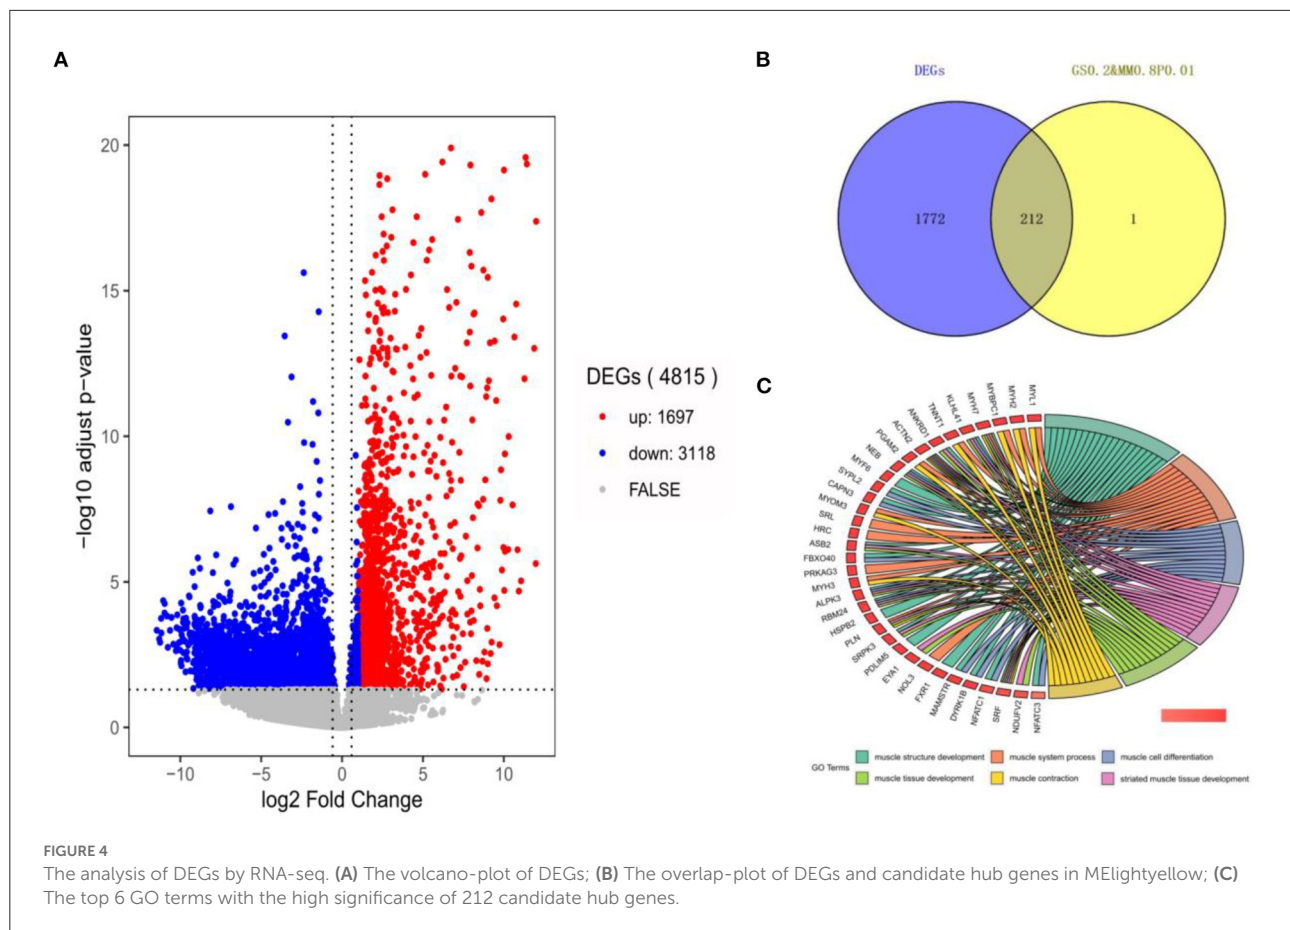 A
20
15
10
5
0
−10
−5
0
5
10
log2 Fold Change
−log10 adjust p−value
DEGs ( 4815 )
up: 1697
down: 3118
FALSE
B
DEGs
GS0.2&MM0.8P0.01
1772
212
1
C
MYL1
MYH2
MYBPC1
MYH7
KLHL41
TNNT1
ANKRD1
ACTN2
PGAM2
NEB
MYF6
SYPL2
CAPN3
MYOM3
SRL
HRC
ASB2
FBXO40
PRKAG3
MYH3
ALPK3
RBM24
HSPB2
PLN
SRPK3
PDLIM5
EYA1
NOL3
FXR1
MAMSTR
DYRK1B
NFATC1
SRF
NDUFV2
NFATC3
GO Terms
muscle structure development
muscle system process
muscle cell differentiation
muscle tissue development
muscle contraction
striated muscle tissue development
FIGURE 4
The analysis of DEGs by RNA-seq. (A) The volcano-plot of DEGs; (B) The overlap-plot of DEGs and candidate hub genes in MElightyellow; (C)
The top 6 GO terms with the high significance of 212 candidate hub genes.